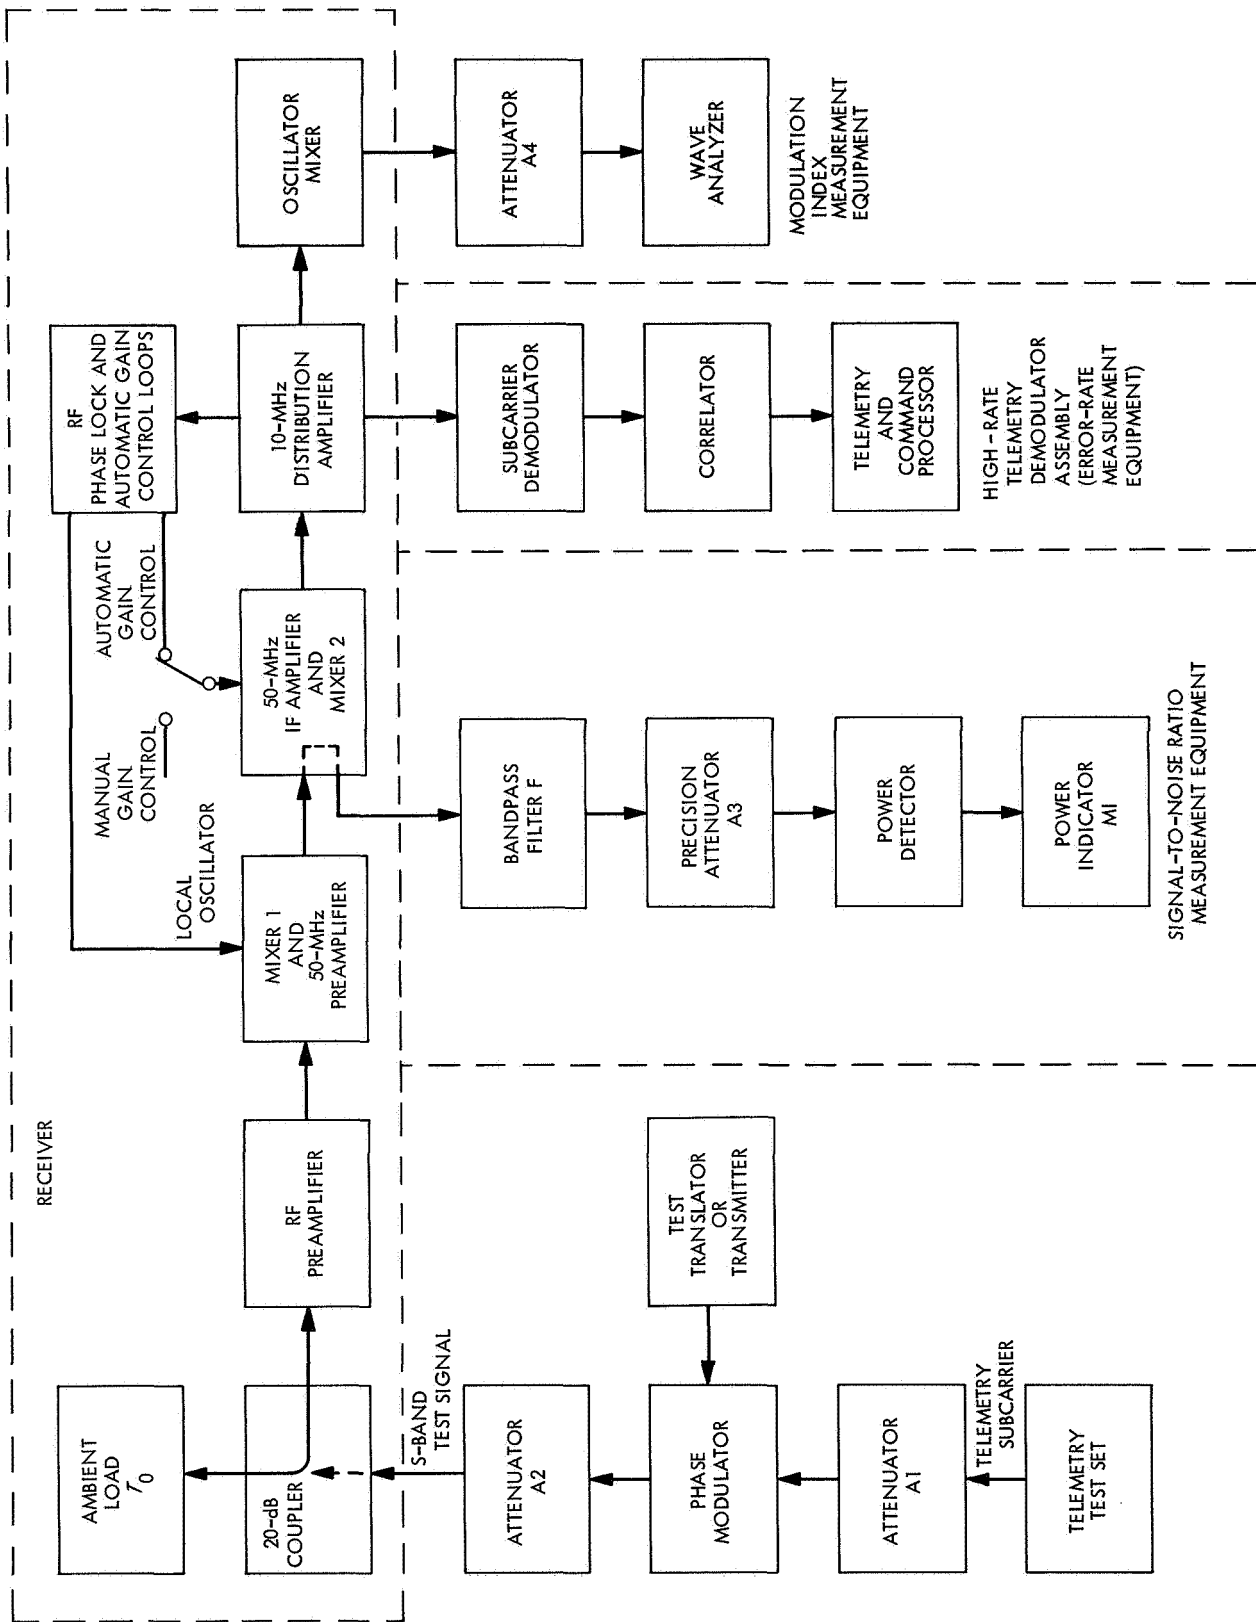 RECEIVER
AMBIENT
LOAD
T0
20-dB
COUPLER
RF
PREAMPLIFIER
MIXER 1
AND
50-MHz
PREAMPLIFIER
LOCAL
OSCILLATOR
MANUAL
GAIN
CONTROL
AUTOMATIC
GAIN
CONTROL
50-MHz
IF AMPLIFIER
AND
MIXER 2
RF
PHASE LOCK AND
AUTOMATIC GAIN
CONTROL LOOPS
10-MHz
DISTRIBUTION
AMPLIFIER
OSCILLATOR
MIXER
S-BAND
TEST SIGNAL
ATTENUATOR
A2
PHASE
MODULATOR
TEST
TRANSLATOR
OR
TRANSMITTER
ATTENUATOR
A1
TELEMETRY
SUBCARRIER
TELEMETRY
TEST SET
BANDPASS
FILTER F
PRECISION
ATTENUATOR
A3
POWER
DETECTOR
POWER
INDICATOR
MI
SIGNAL-TO-NOISE RATIO
MEASUREMENT EQUIPMENT
SUBCARRIER
DEMODULATOR
CORRELATOR
TELEMETRY
AND
COMMAND
PROCESSOR
HIGH-RATE
TELEMETRY
DEMODULATOR
ASSEMBLY
(ERROR-RATE
MEASUREMENT
EQUIPMENT)
ATTENUATOR
A4
WAVE
ANALYZER
MODULATION
INDEX
MEASUREMENT
EQUIPMENT